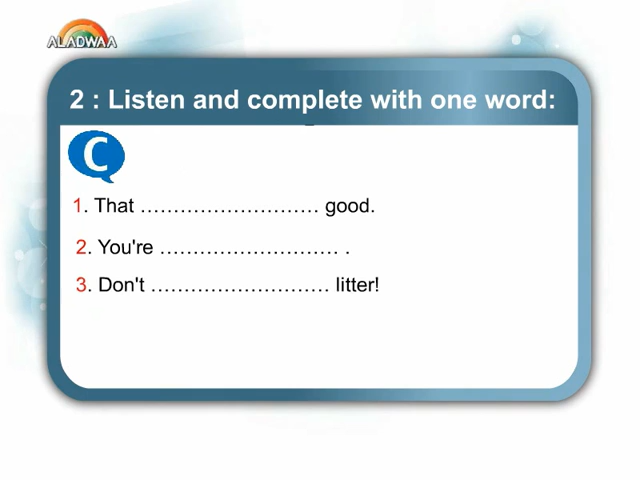 ALADWAA
2 : Listen and complete with one word:
C
1. That ........................... good.
2. You're ........................... .
3. Don't ........................... litter!